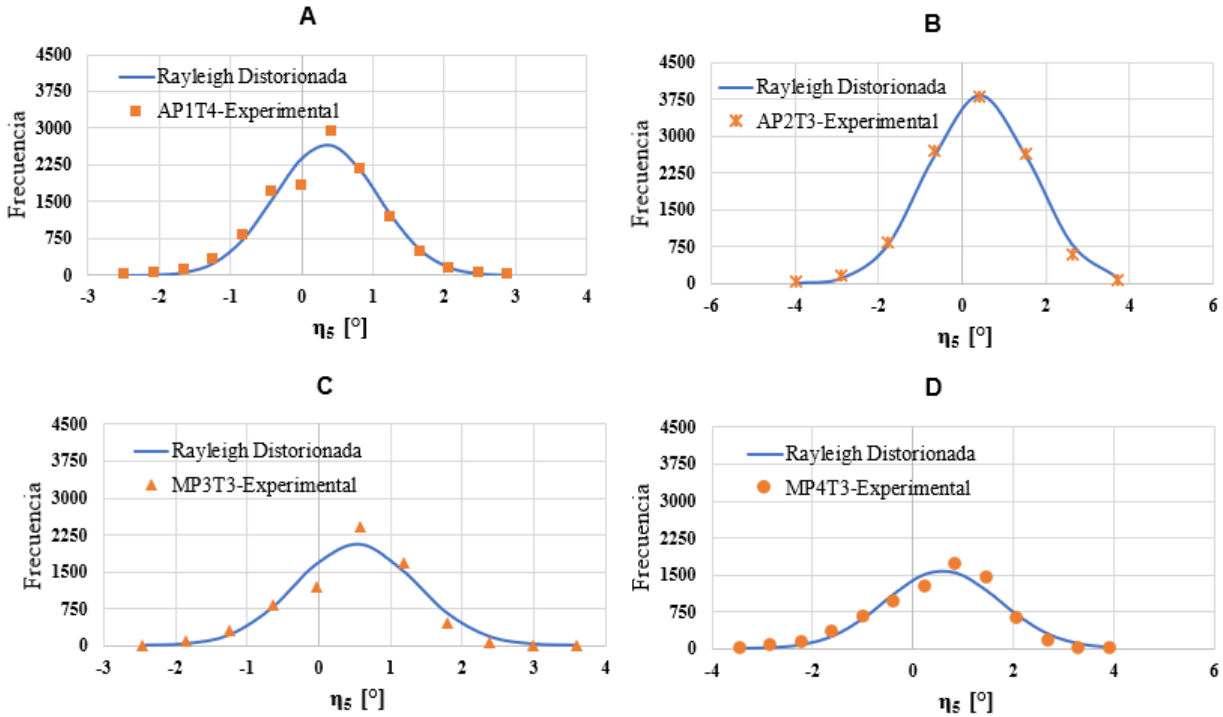 A
4500
3750
3000
2250
1500
750
0
Frecuencia
Rayleigh Distorionada
AP1T4-Experimental
-3 -2 -1 0 1 2 3 4
η5 [°]
B
4500
3750
3000
2250
1500
750
0
Frecuencia
Rayleigh Distorionada
AP2T3-Experimental
-6 -4 -2 0 2 4 6
η5 [°]
C
4500
3750
3000
2250
1500
750
0
Frecuencia
Rayleigh Distorionada
MP3T3-Experimental
-3 -2 -1 0 1 2 3 4
η5 [°]
D
4500
3750
3000
2250
1500
750
0
Frecuencia
Rayleigh Distorionada
MP4T3-Experimental
-4 -2 0 2 4 6
η5 [°]